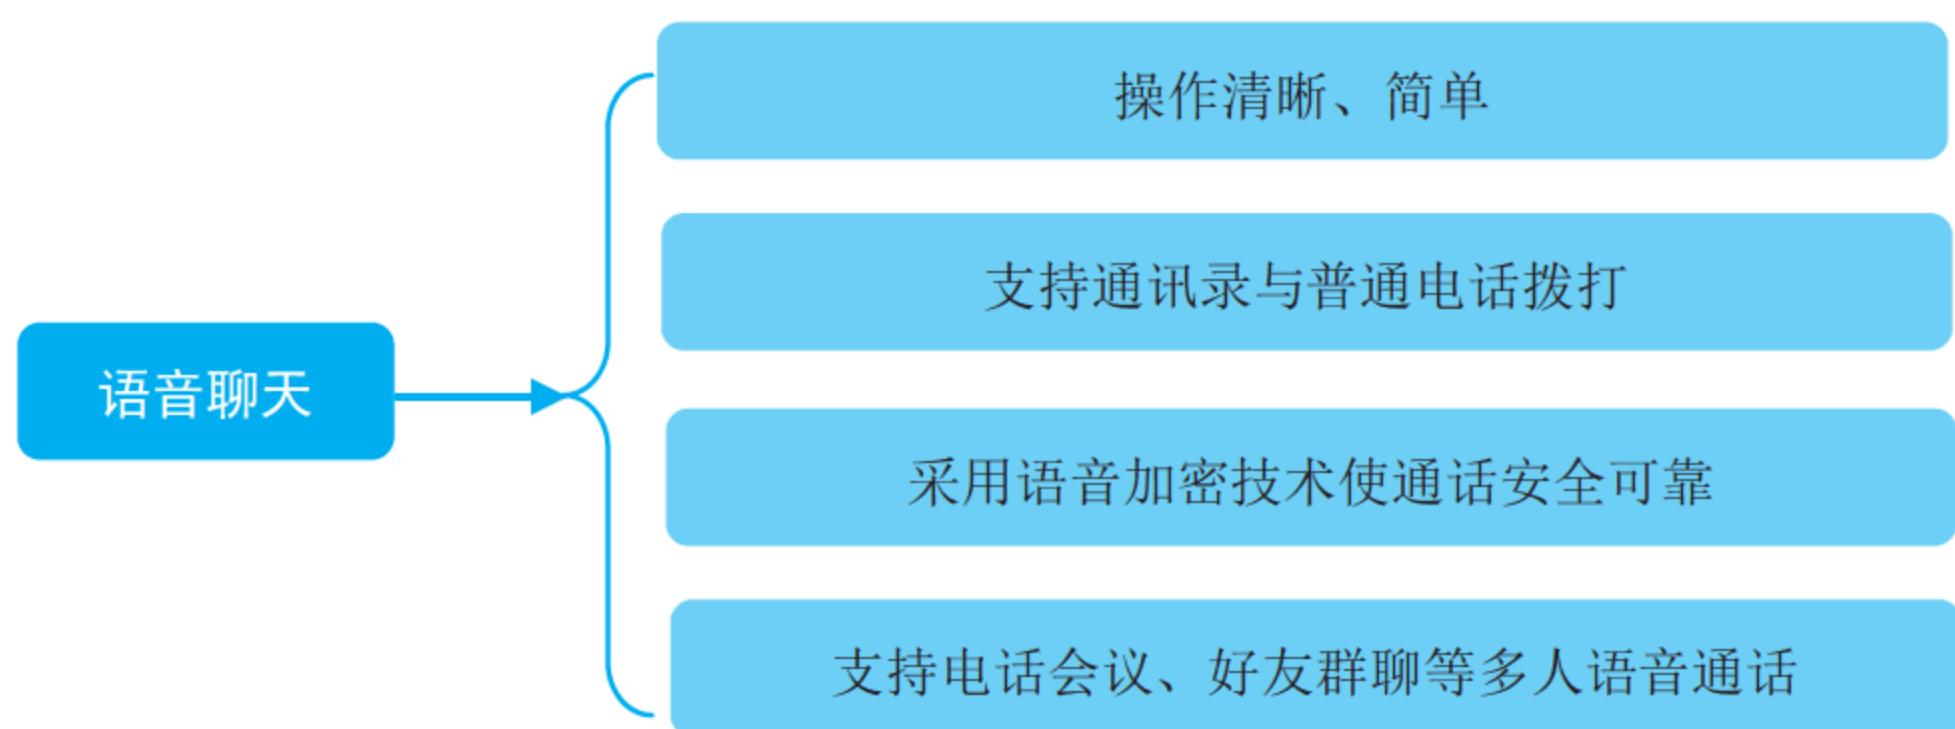 语音聊天
操作清晰、简单
支持通讯录与普通电话拨打
采用语音加密技术使通话安全可靠
支持电话会议、好友群聊等多人语音通话